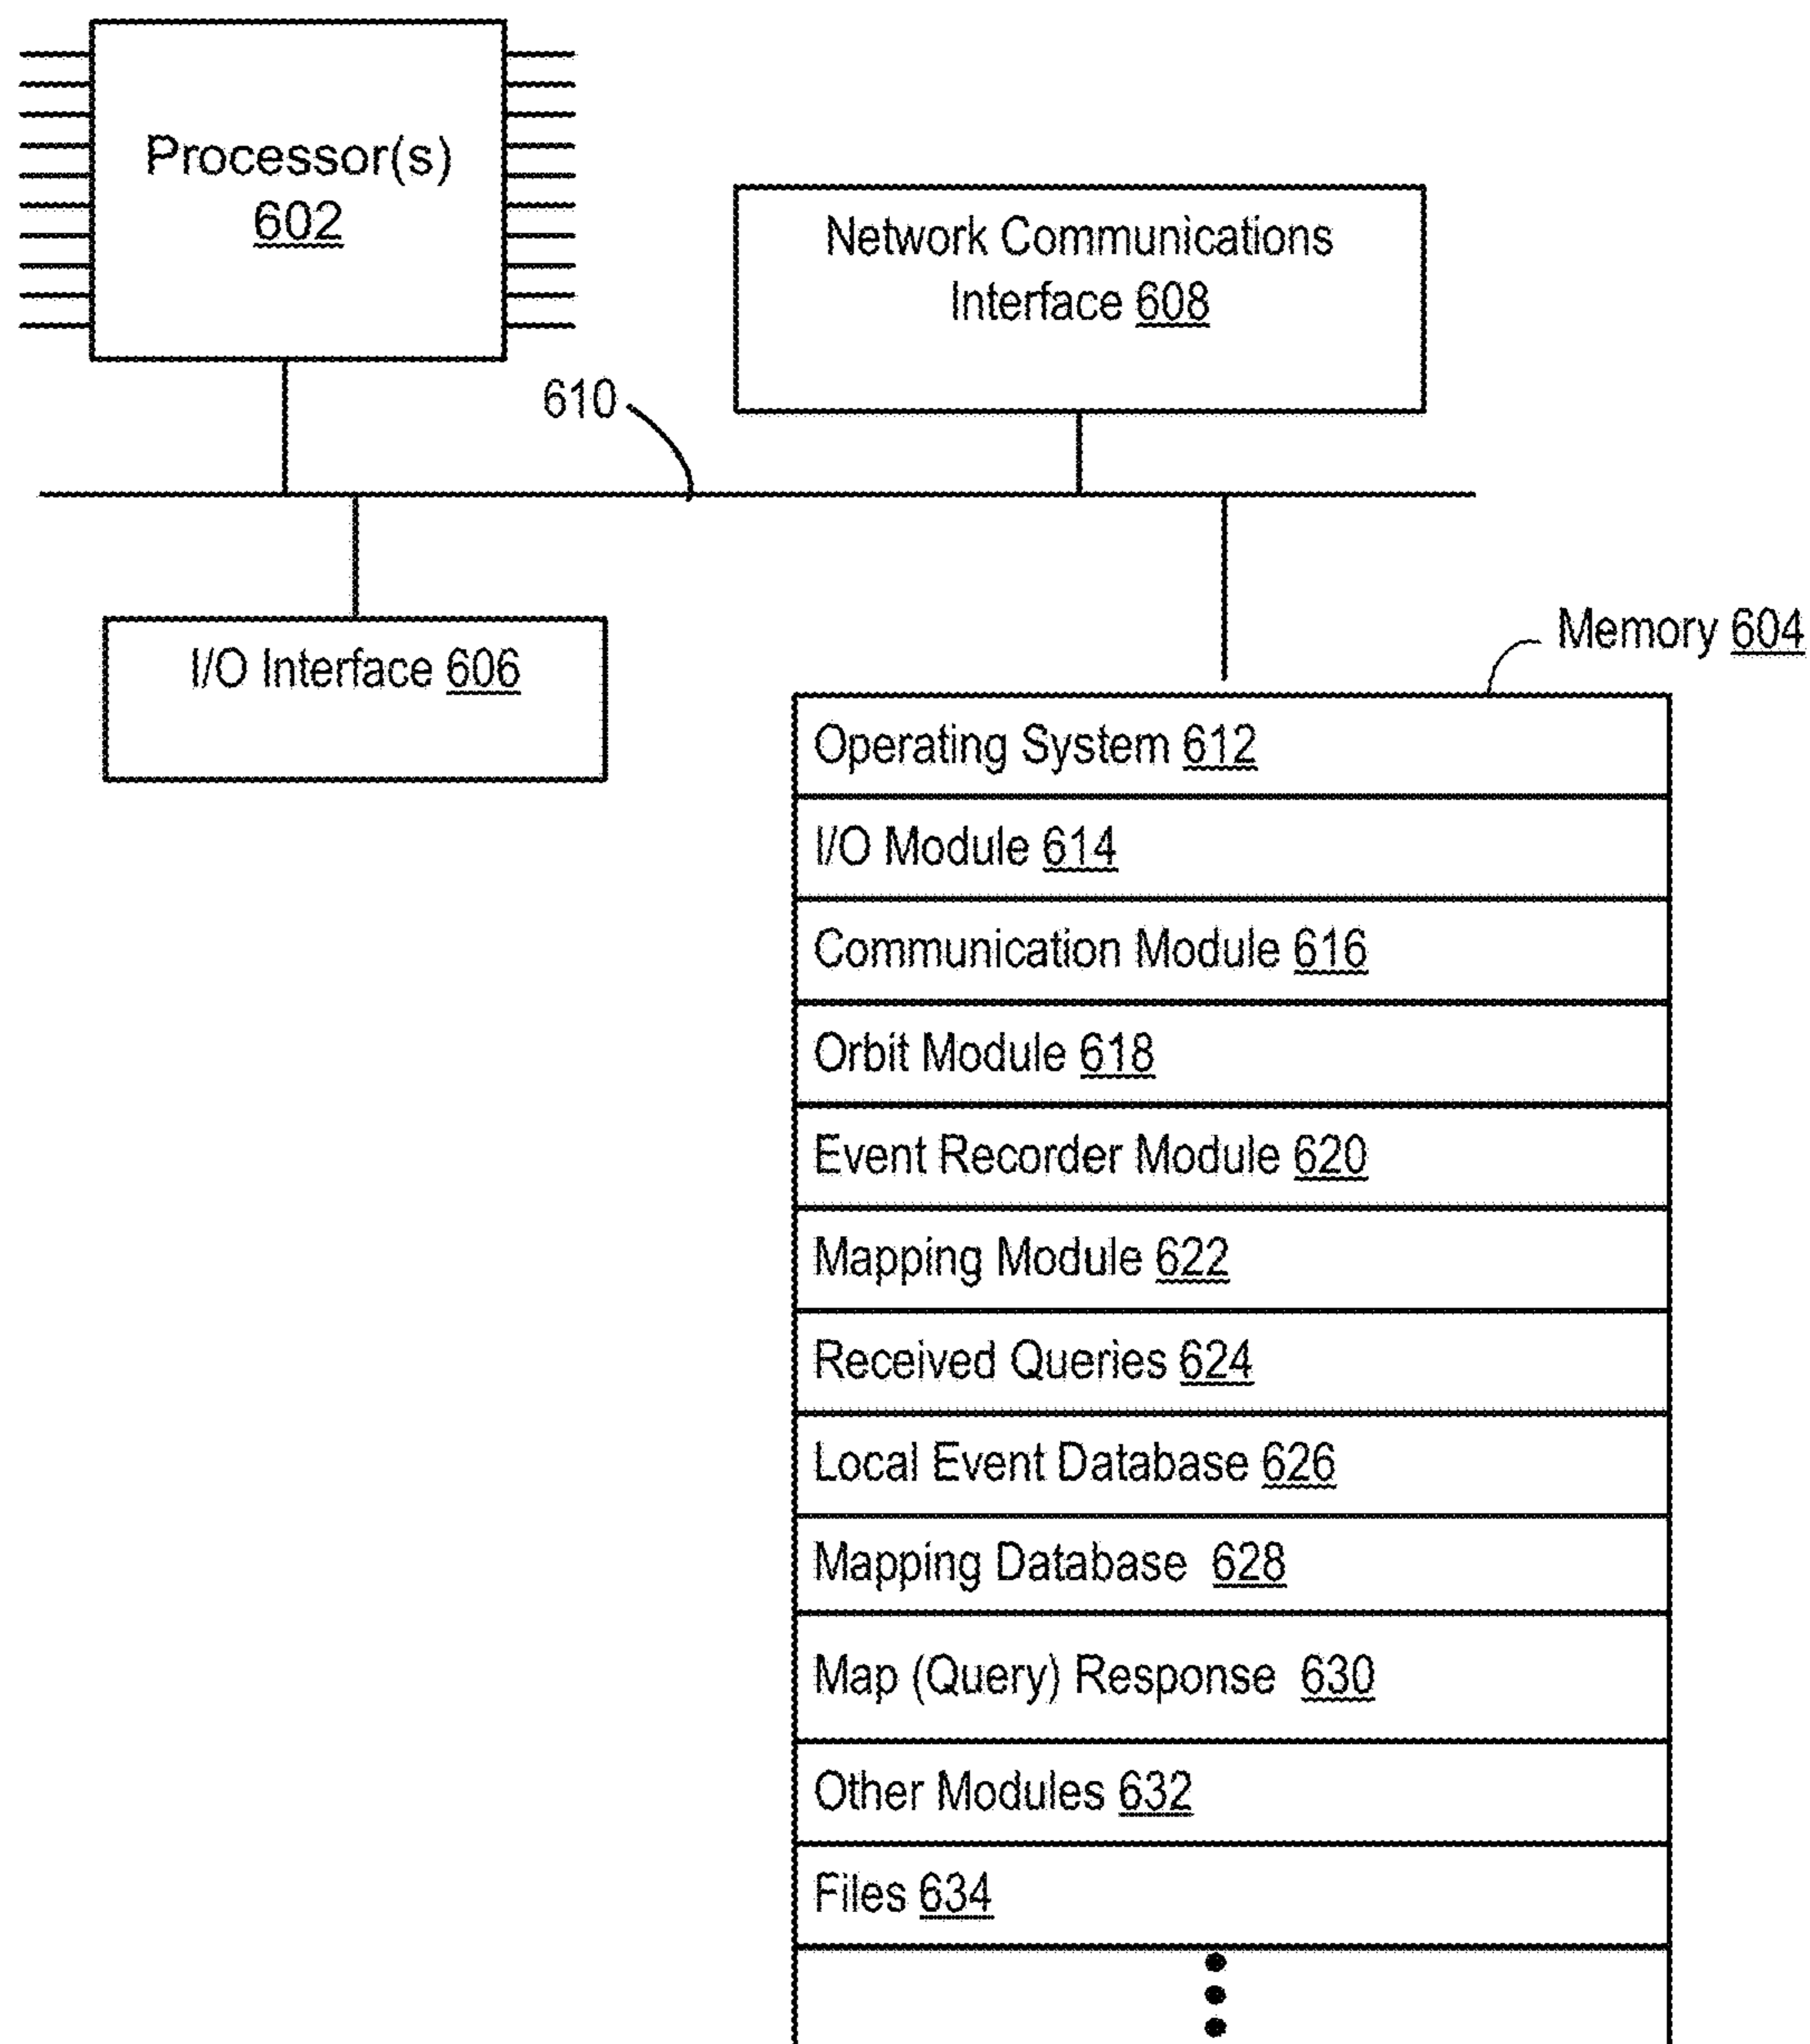 Processor(s)
602
Network Communications
Interface 608
610
I/O Interface 606
Memory 604
Operating System 612
I/O Module 614
Communication Module 616
Orbit Module 618
Event Recorder Module 620
Mapping Module 622
Received Queries 624
Local Event Database 626
Mapping Database 628
Map (Query) Response 630
Other Modules 632
Files 634